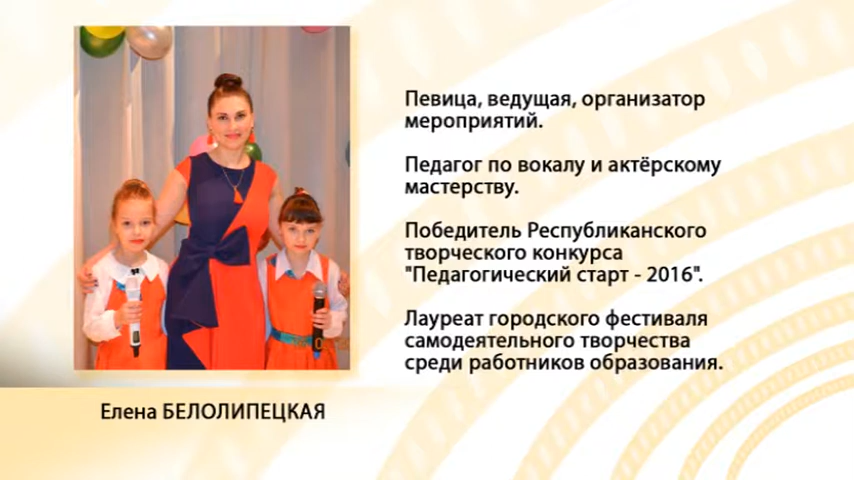 Певица, ведущая, организатор
мероприятий.
Педагог по вокалу и актёрскому
мастерству.
Победитель Республиканского
творческого конкурса
"Педагогический старт - 2016".
Лауреат городского фестиваля
самодеятельного творчества
среди работников образования.
Елена БЕЛОЛИПЕЦКАЯ